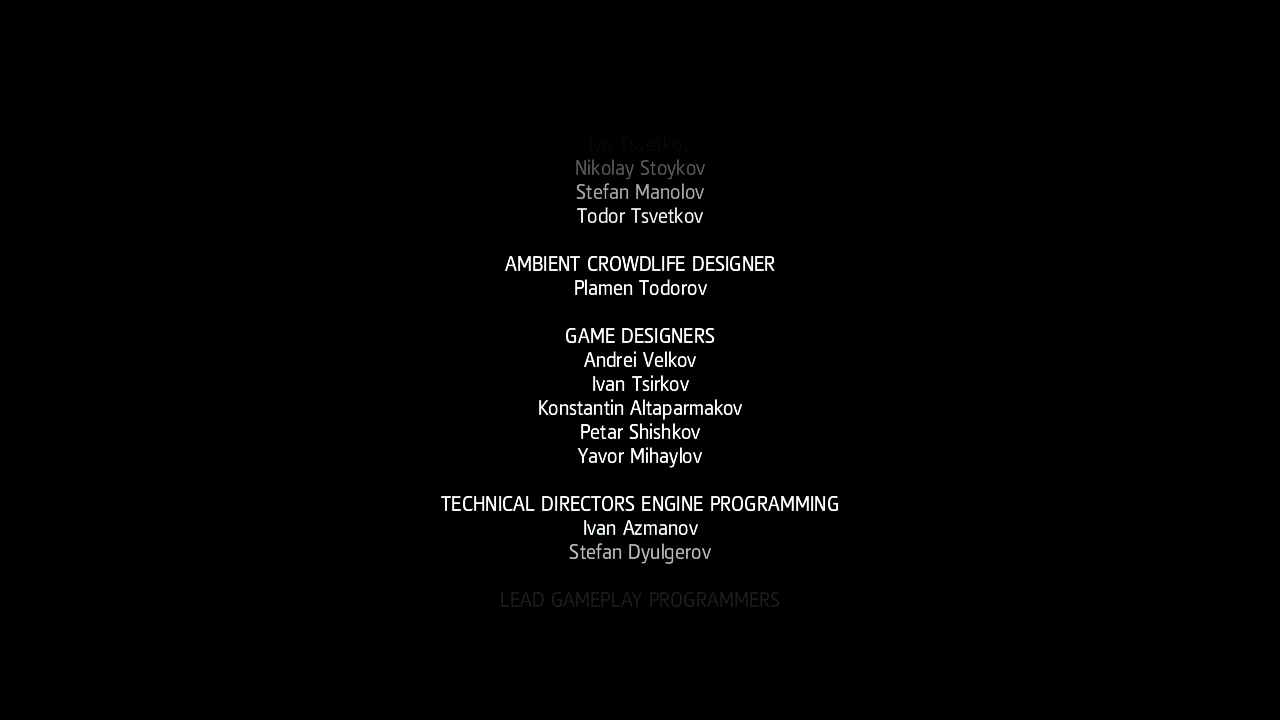 Ivo Tsvetkov
Nikolay Stoykov
Stefan Manolov
Todor Tsvetkov
AMBIENT CROWDLIFE DESIGNER
Plamen Todorov
GAME DESIGNERS
Andrei Velkov
Ivan Tsirkov
Konstantin Altaparmakov
Petar Shishkov
Yavor Mihaylov
TECHNICAL DIRECTORS ENGINE PROGRAMMING
Ivan Azmanov
Stefan Dyulgerov
LEAD GAMEPLAY PROGRAMMERS